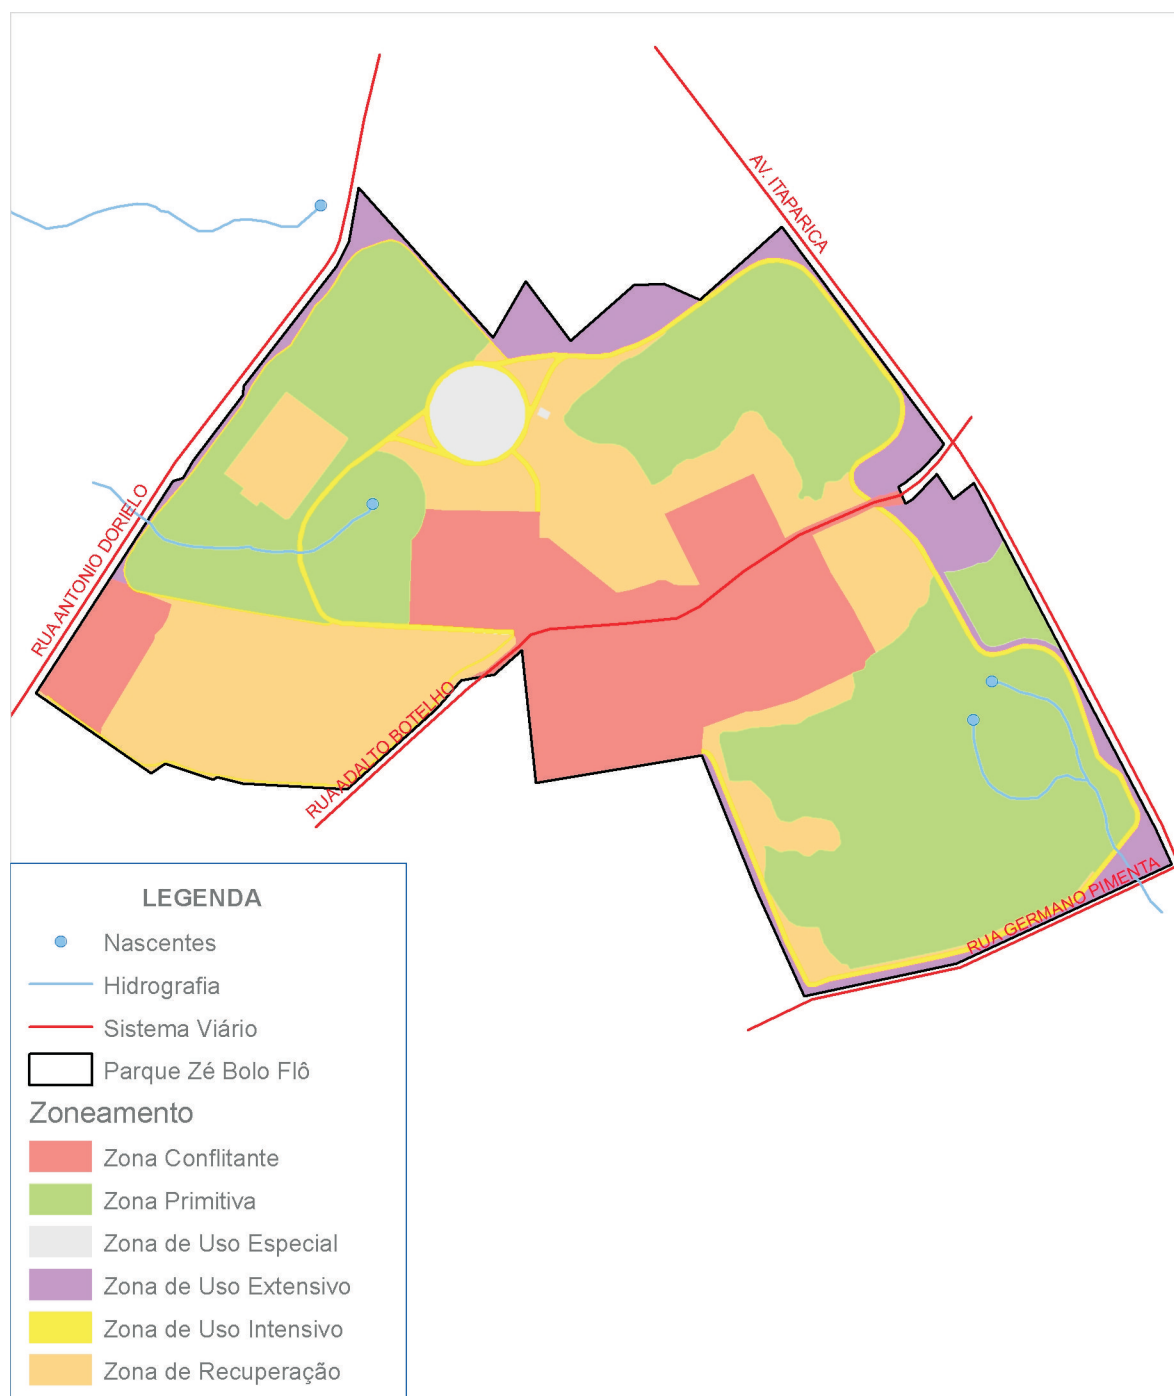 AV. ITAPARICA
RUA ANTONIO DORIELO
RUA ADALTO BOTELHO
RUA GERMANO PIMENTA
LEGENDA
Nascentes
Hidrografia
Sistema Viário
Parque Zé Bolo Flô
Zoneamento
Zona Conflitante
Zona Primitiva
Zona de Uso Especial
Zona de Uso Extensivo
Zona de Uso Intensivo
Zona de Recuperação